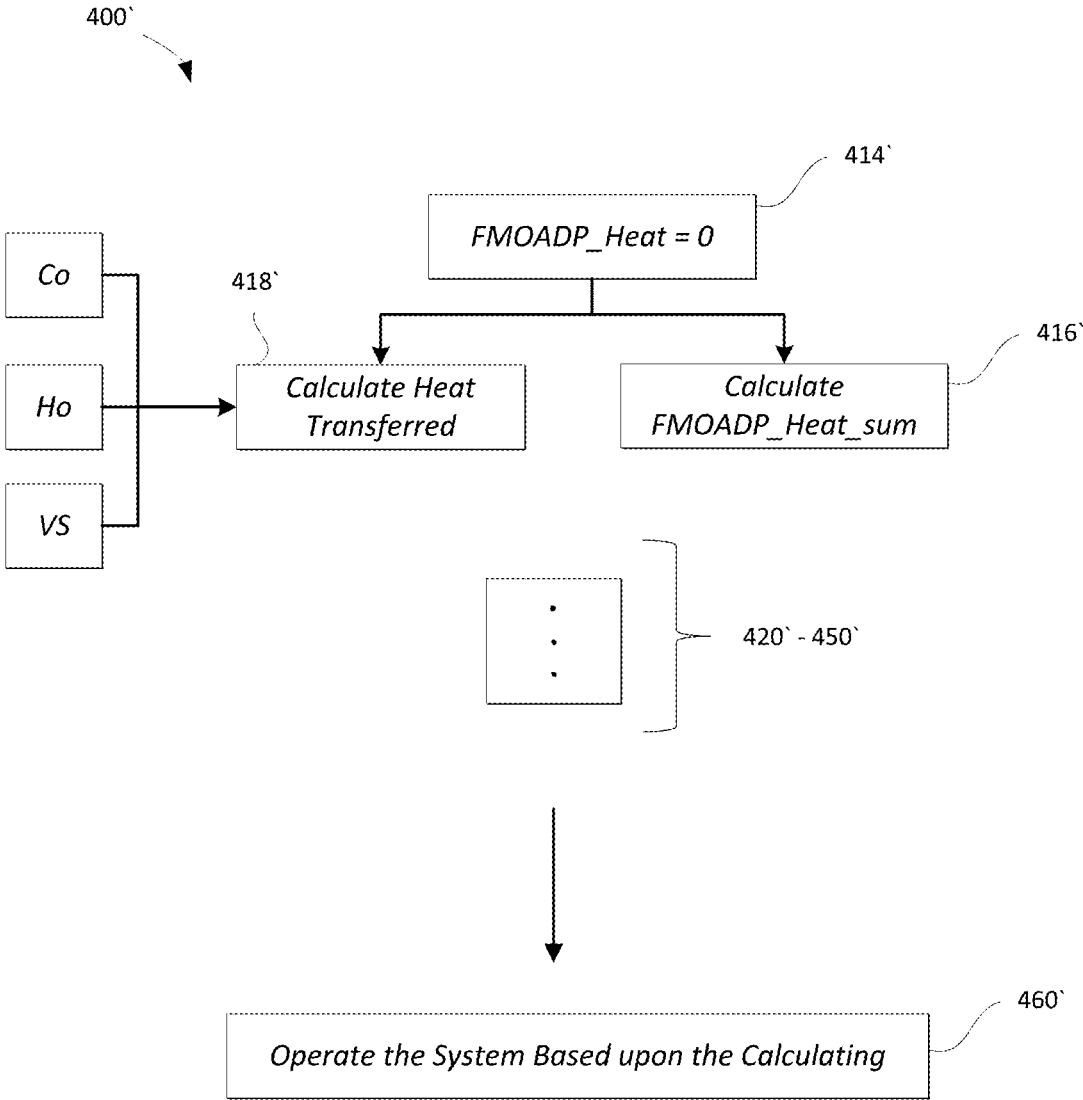 400`
414`
FMOADP_Heat = 0
Co
418`
416`
Ho
Calculate Heat
Transferred
Calculate
FMOADP_Heat_sum
VS
420` - 450`
460`
Operate the System Based upon the Calculating